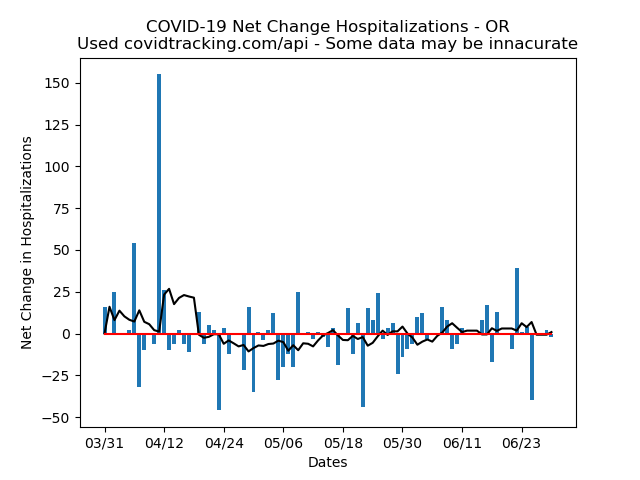 COVID-19 Net Change Hospitalizations - OR
Used covidtracking.com/api - Some data may be innacurate
Net Change in Hospitalizations
150
125
100
75
50
25
0
−25
−50
03/31 04/12 04/24 05/06 05/18 05/30 06/11 06/23
Dates